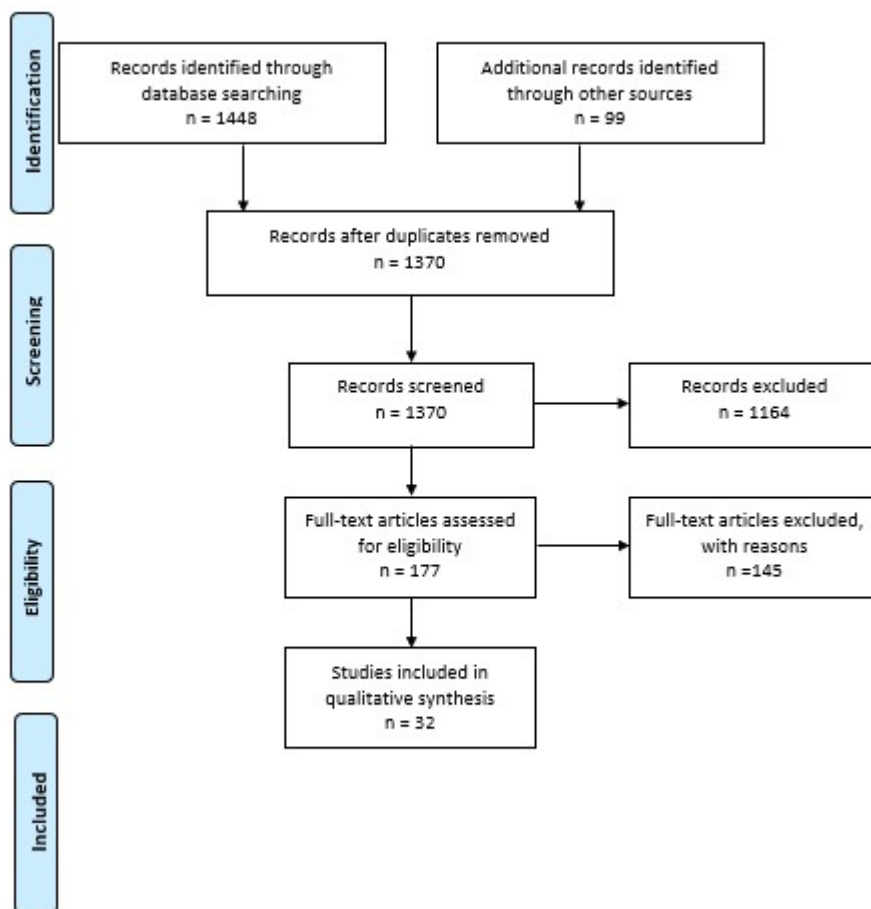 Identification
Records identified through
database searching
n = 1448
Additional records identified
through other sources
n = 99
Records after duplicates removed
n = 1370
Screening
Records screened
n = 1370
Records excluded
n = 1164
Eligibility
Full-text articles assessed
for eligibility
n = 177
Full-text articles excluded,
with reasons
n =145
Studies included in
qualitative synthesis
n = 32
Included